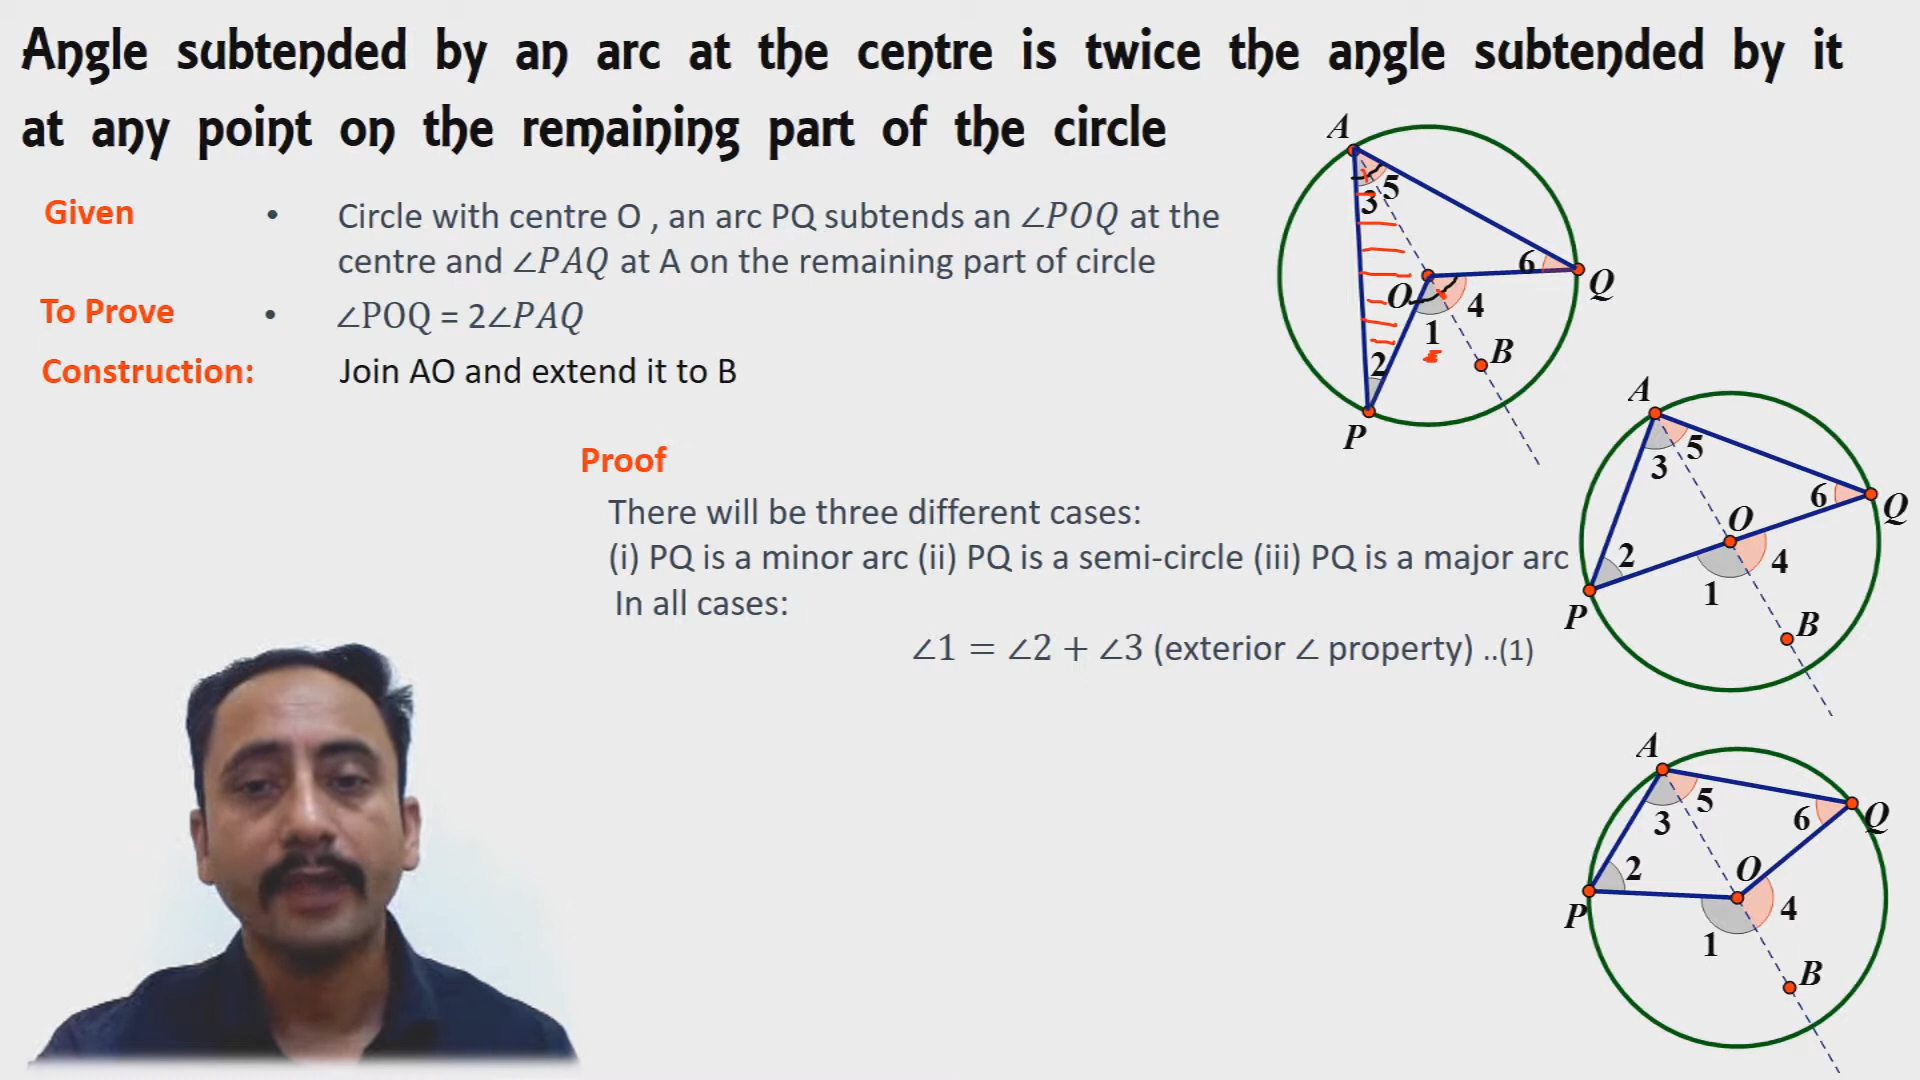 Angle subtended by an arc at the centre is twice the angle subtended by it
at any point on the remaining part of the circle
Given • Circle with centre O , an arc PQ subtends an ∠POQ at the
centre and ∠PAQ at A on the remaining part of circle
To Prove • ∠POQ = 2∠PAQ
Construction: Join AO and extend it to B
Proof
There will be three different cases:
(i) PQ is a minor arc (ii) PQ is a semi-circle (iii) PQ is a major arc
In all cases:
∠1 = ∠2 + ∠3 (exterior ∠ property) ..(1)
A
3 5
6 Q
O 4
1
2 B
P
A
3 5
6 Q
O
2 4
1
P B
A
3 5
6 Q
2 O
P 4
1
B